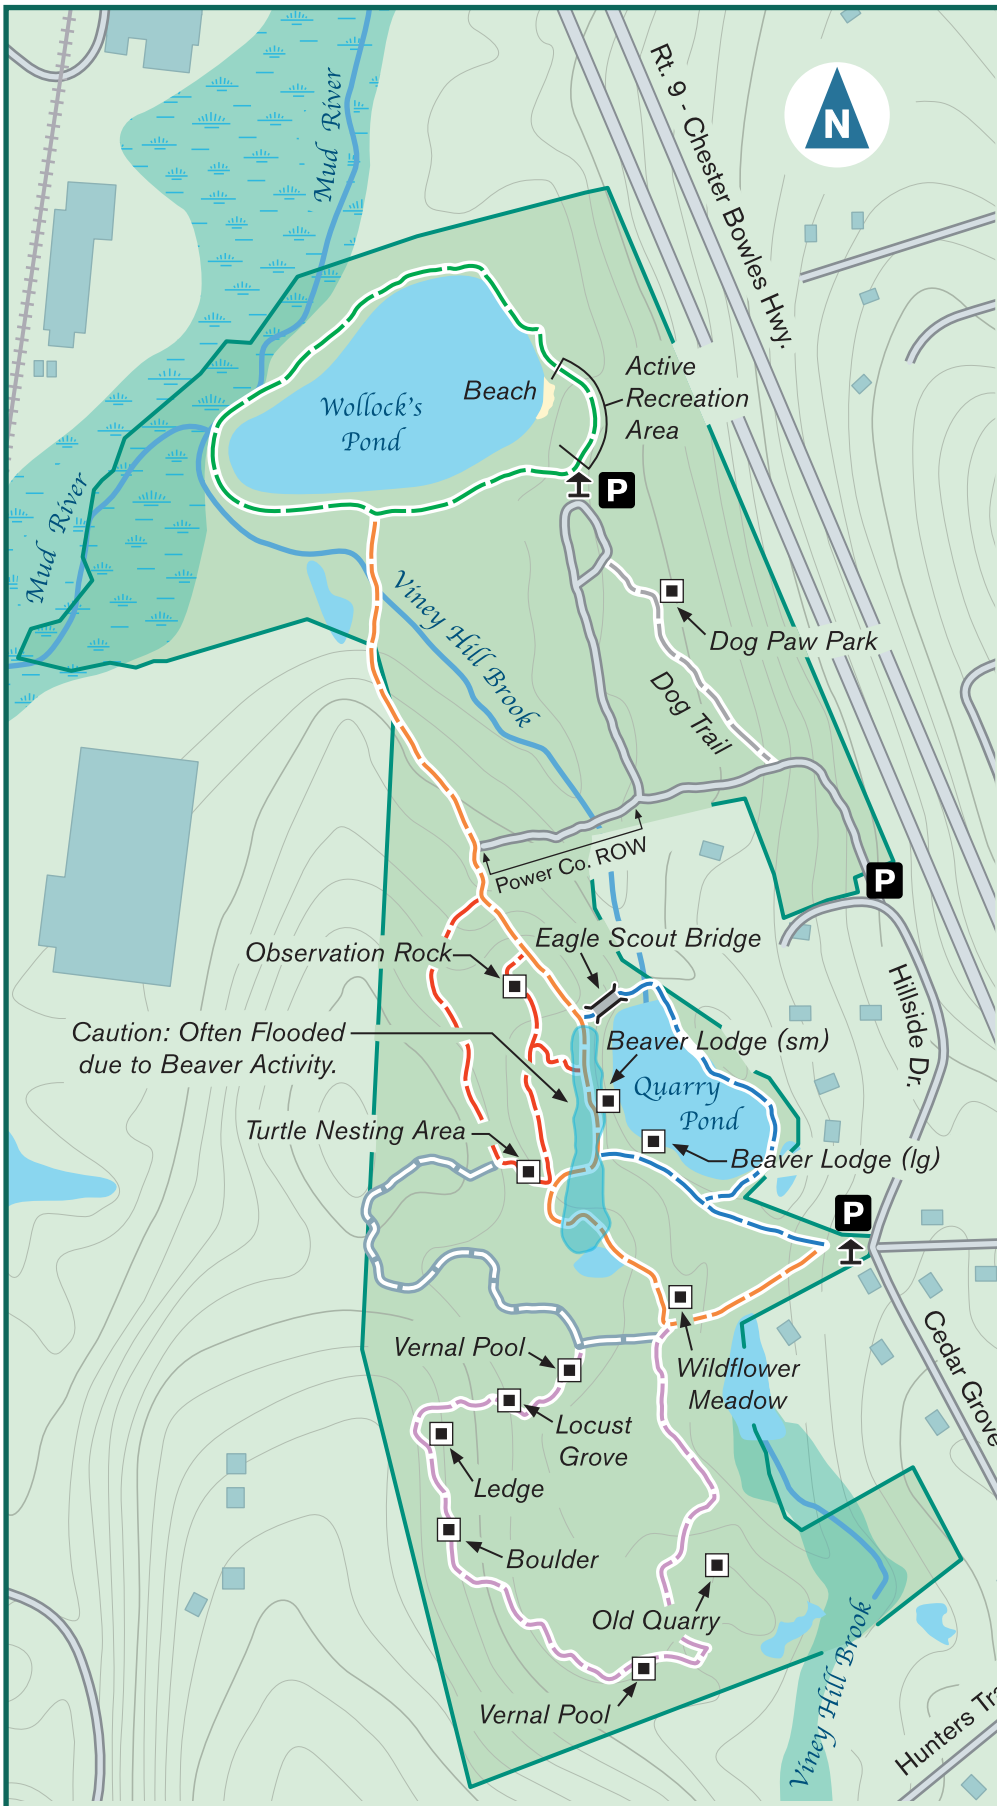 Rt. 9 - Chester Bowles Hwy.
N
Mud River
Active
Recreation
Area
Beach
Wollock's
Pond
P
Mud River
Viney Hill Brook
Dog Paw Park
Dog Trail
Power Co. ROW
P
Eagle Scout Bridge
Observation Rock
Hillside Dr.
Caution: Often Flooded
due to Beaver Activity.
Beaver Lodge (sm)
Quarry
Pond
Turtle Nesting Area
Beaver Lodge (lg)
P
Cedar Grove
Vernal Pool
Wildflower
Meadow
Locust
Grove
Ledge
Boulder
Old Quarry
Viney Hill Brook
Vernal Pool
Hunters